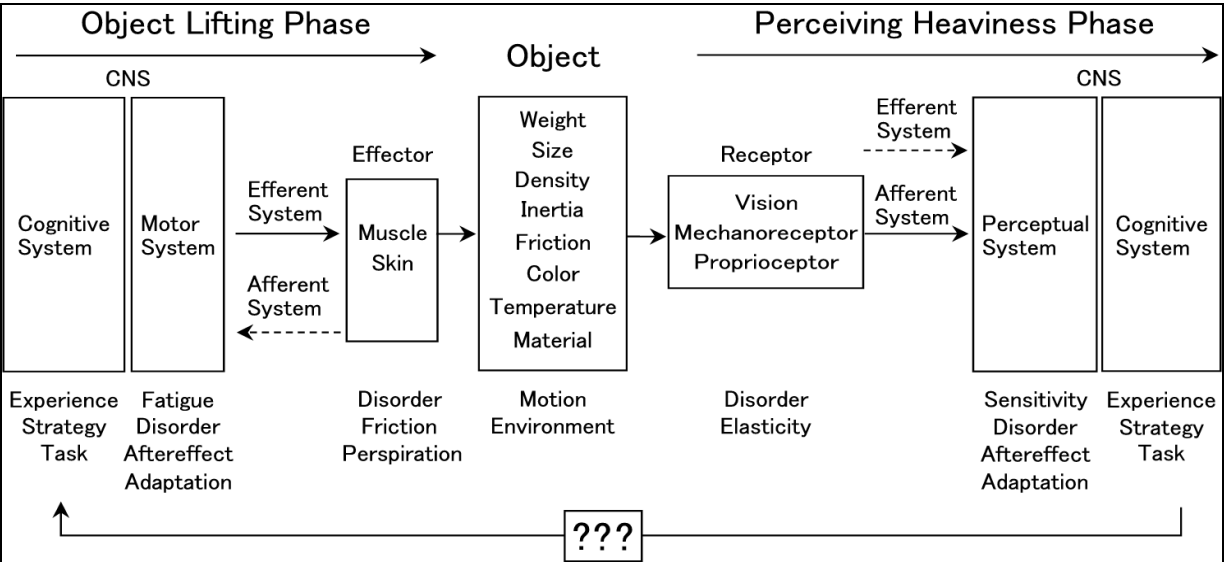 Object Lifting Phase
Perceiving Heaviness Phase
Object
CNS
CNS
Cognitive
System
Motor
System
Efferent
System
Afferent
System
Effector
Muscle
Skin
Weight
Size
Density
Inertia
Friction
Color
Temperature
Material
Receptor
Vision
Mechanoreceptor
Proprioceptor
Efferent
System
Afferent
System
Perceptual
System
Cognitive
System
Experience
Strategy
Task
Fatigue
Disorder
Aftereffect
Adaptation
Disorder
Friction
Perspiration
Motion
Environment
Disorder
Elasticity
Sensitivity
Disorder
Aftereffect
Adaptation
Experience
Strategy
Task
???